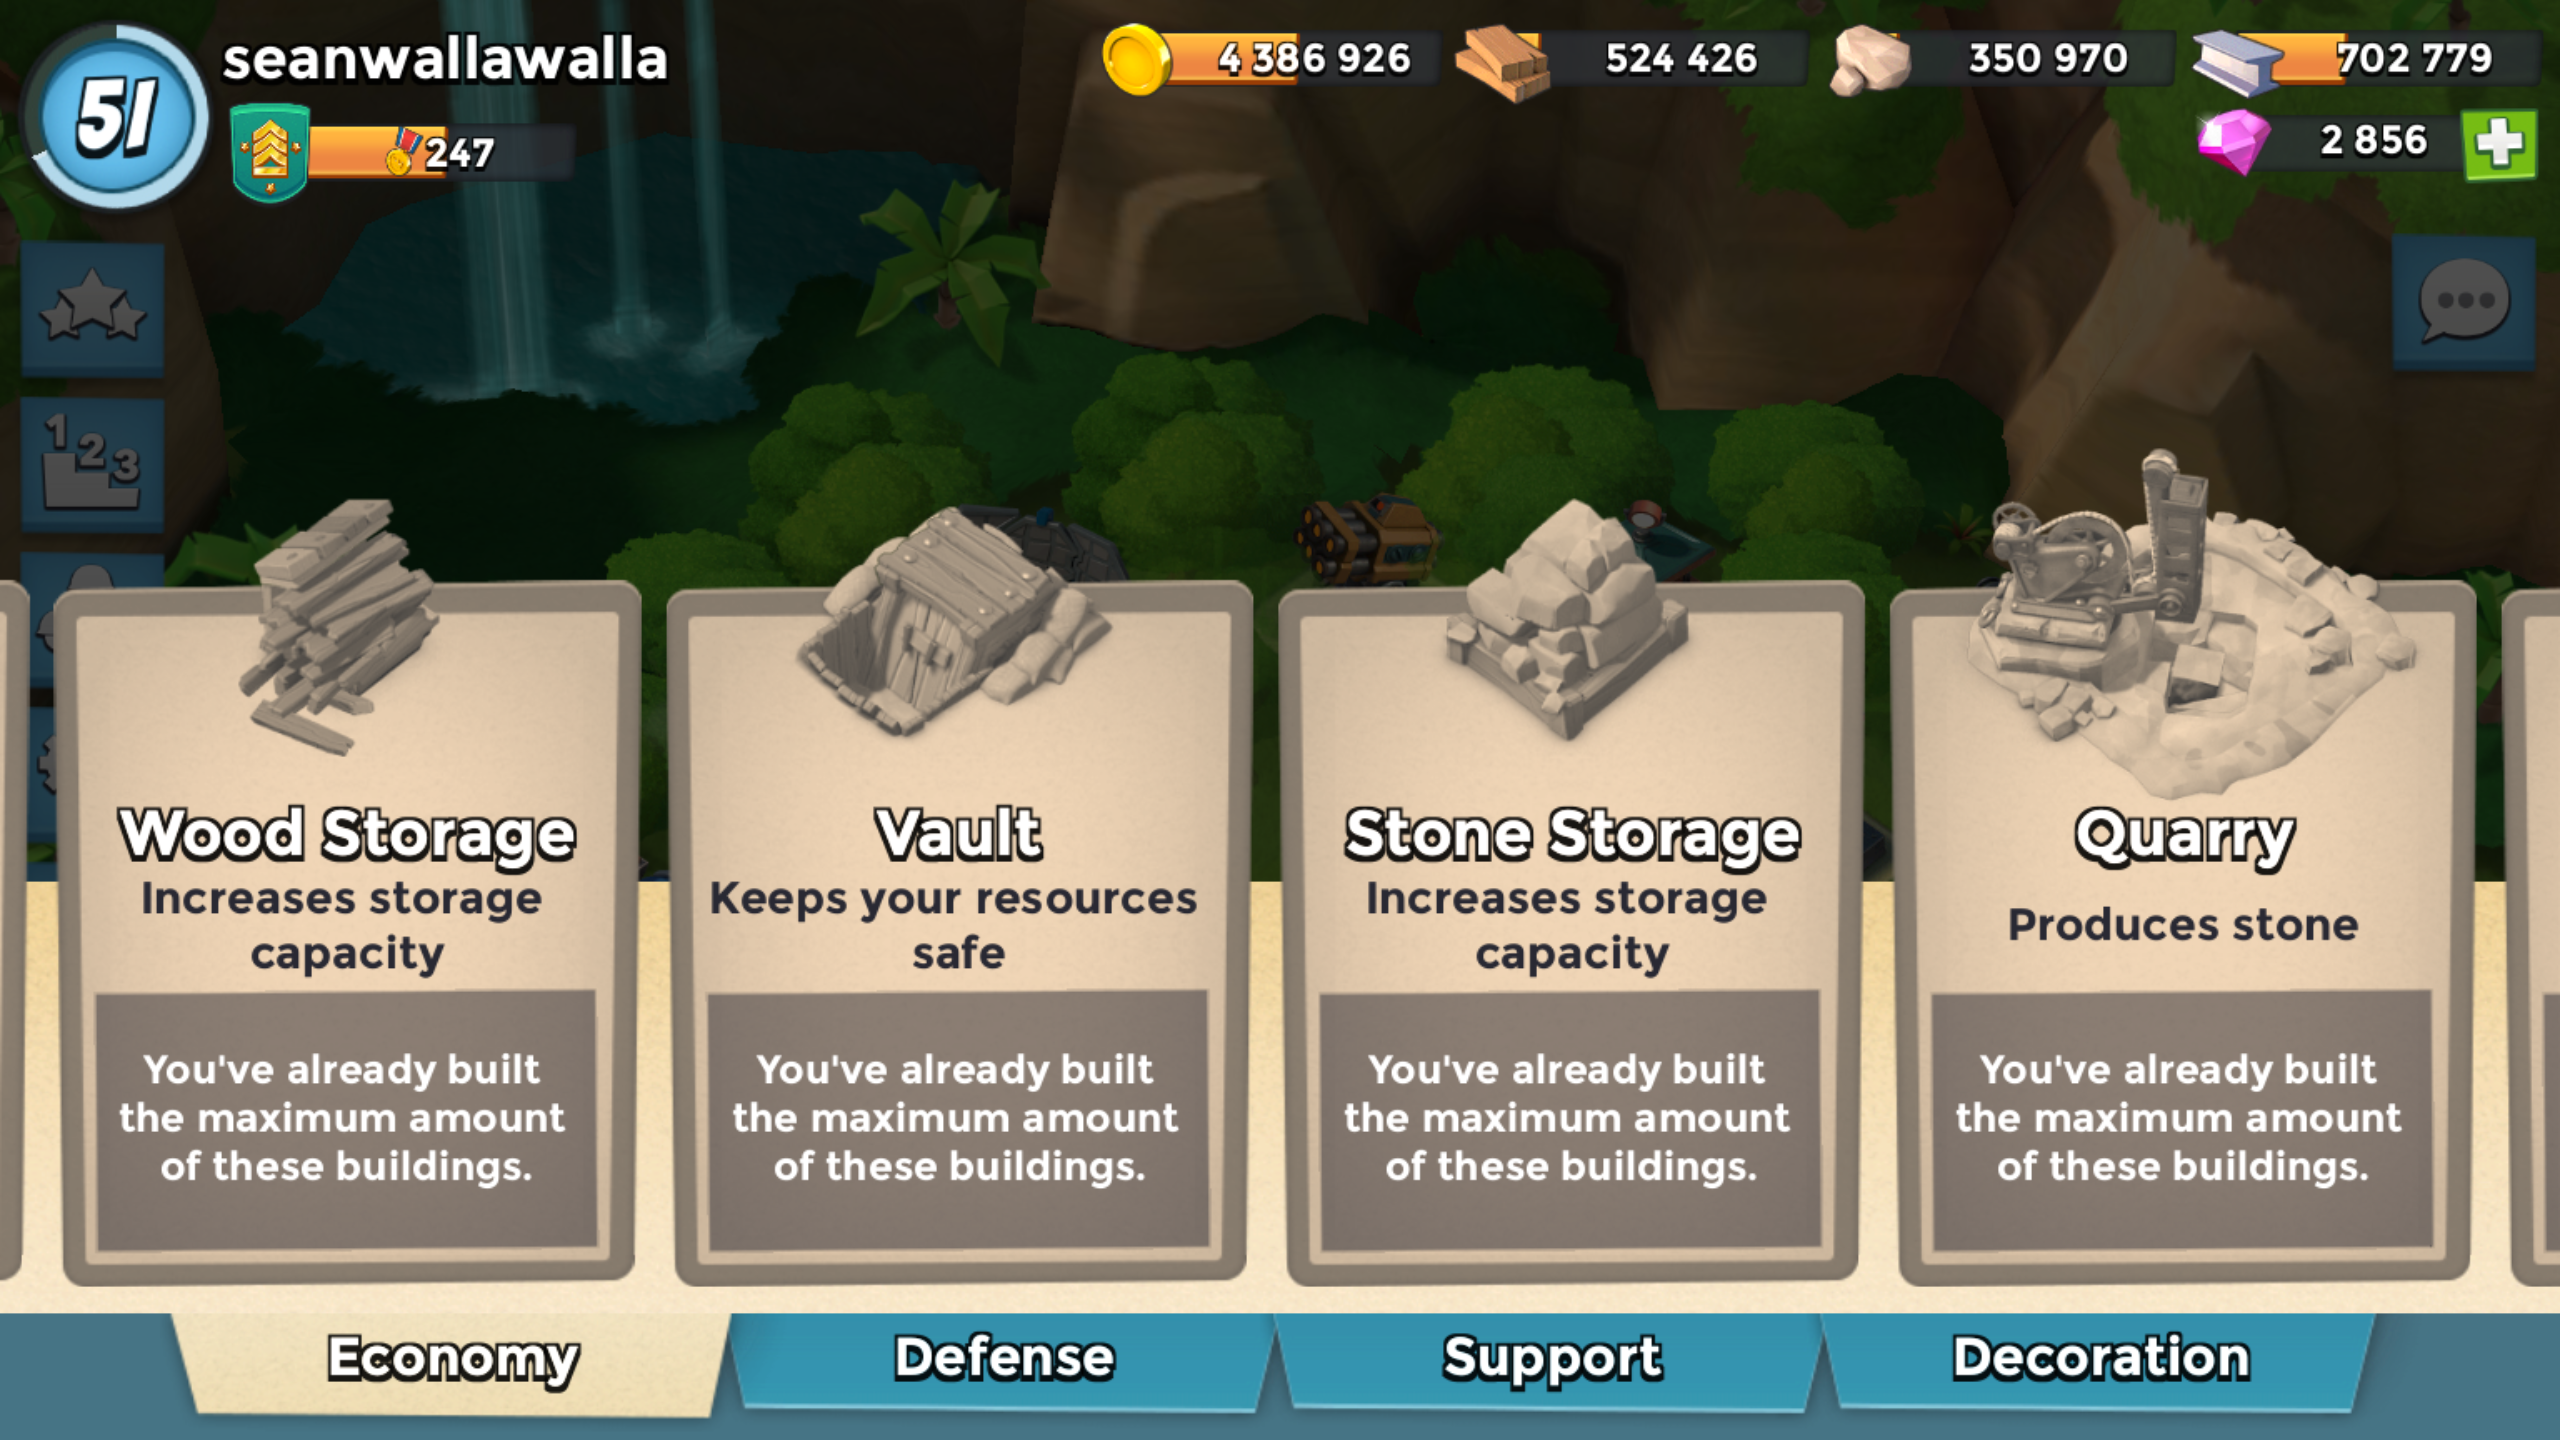 51
seanwallawalla
247
4 386 926
524 426
350 970
702 779
2 856
1 2 3
Wood Storage
Increases storage
capacity
You've already built
the maximum amount
of these buildings.
Vault
Keeps your resources
safe
You've already built
the maximum amount
of these buildings.
Stone Storage
Increases storage
capacity
You've already built
the maximum amount
of these buildings.
Quarry
Produces stone
You've already built
the maximum amount
of these buildings.
Economy
Defense
Support
Decoration